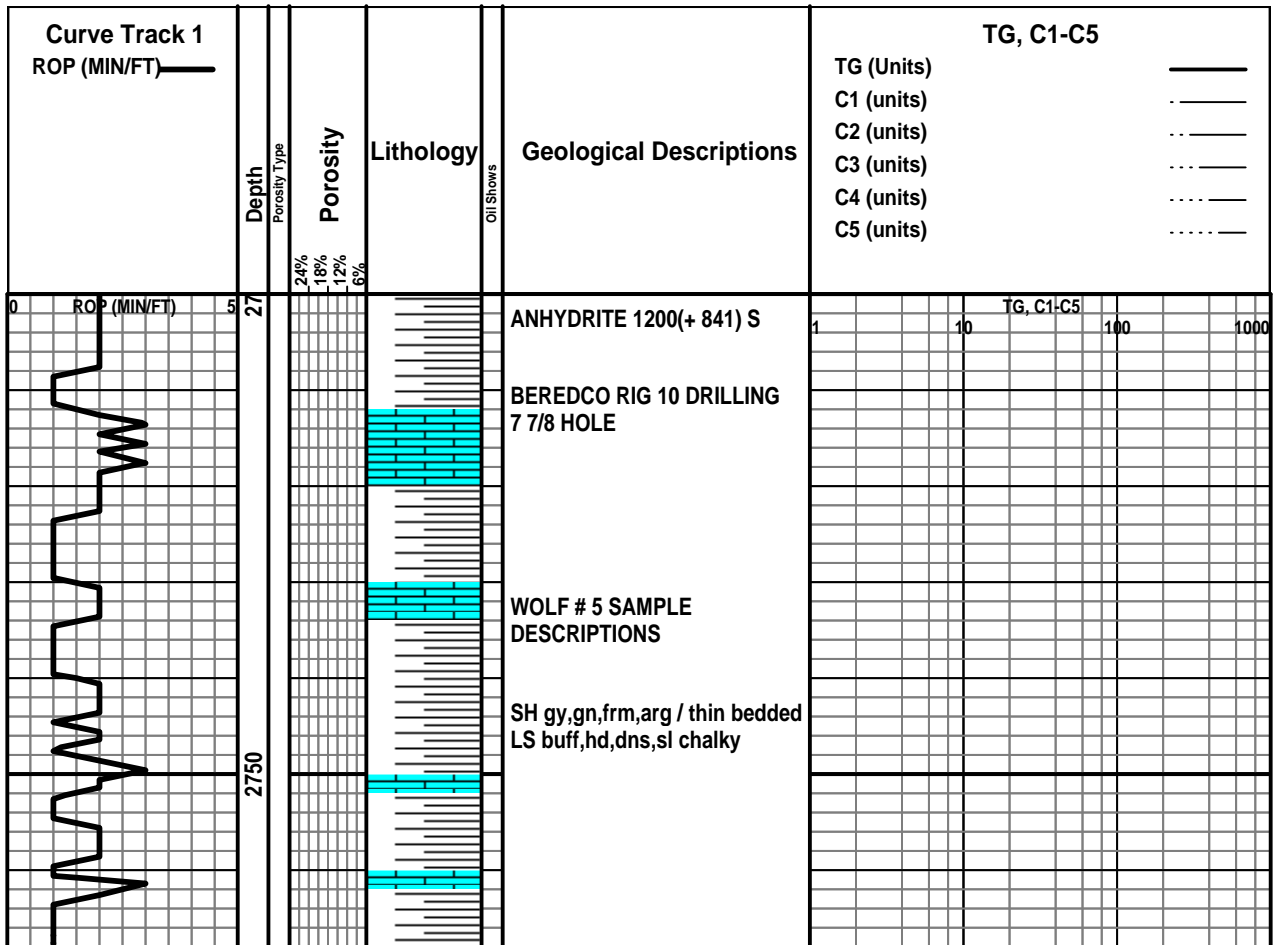 Curve Track 1
ROP (MIN/FT)
Depth
Porosity Type
Porosity
24%
18%
12%
6%
Lithology
Oil Shows
Geological Descriptions
TG, C1-C5
TG (Units)
C1 (units)
C2 (units)
C3 (units)
C4 (units)
C5 (units)
0 ROP (MIN/FT) 5
27
TG, C1-C5
1 10 100 1000
ANHYDRITE 1200(+ 841) S
BEREDCO RIG 10 DRILLING
7 7/8 HOLE
WOLF # 5 SAMPLE
DESCRIPTIONS
SH gy,gn,frm,arg / thin bedded
LS buff,hd,dns,sl chalky
2750